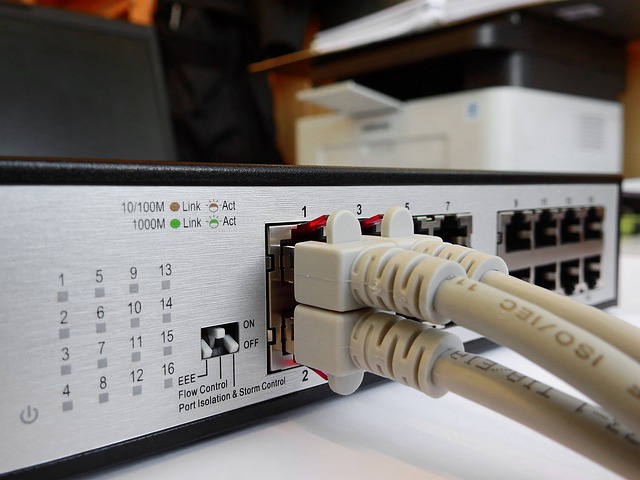 10/100M Link Act
1000M Link Act
1 5 9 13
2 6 10 14
3 7 11 15
4 8 12 16
ON
OFF
EEE
Flow Control
Port Isolation & Storm Control
1 3 5 7
2
11
ISO/IEC